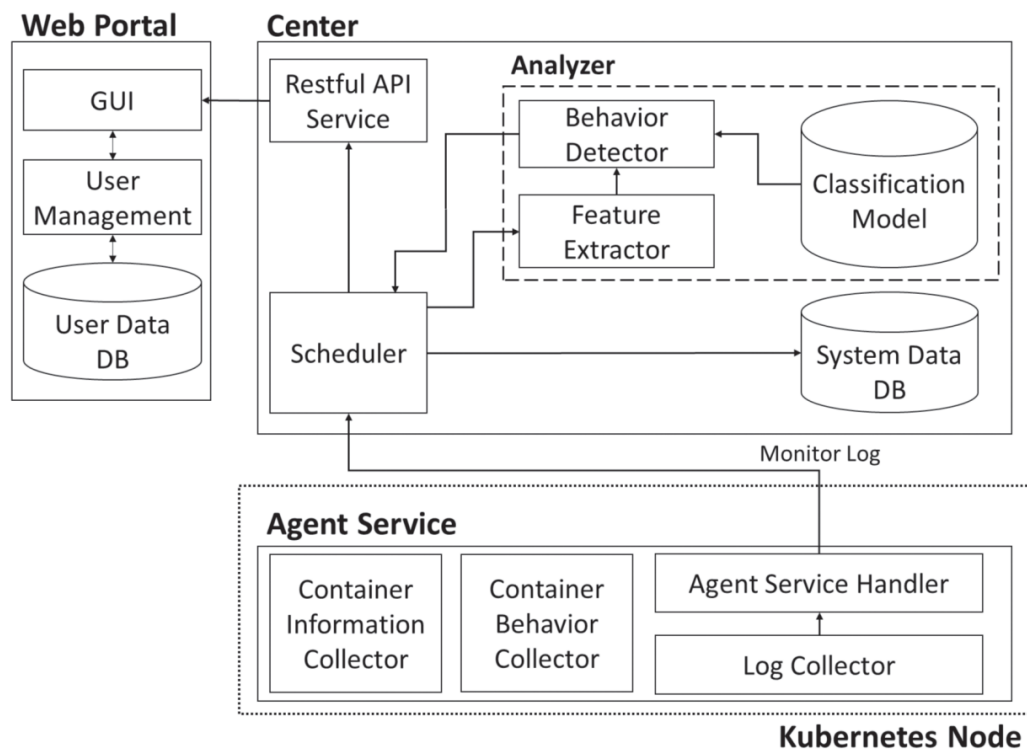 Web Portal
GUI
User
Management
User Data
DB
Center
Restful API
Service
Analyzer
Behavior
Detector
Feature
Extractor
Classification
Model
Scheduler
System Data
DB
Monitor Log
Agent Service
Container
Information
Collector
Container
Behavior
Collector
Agent Service Handler
Log Collector
Kubernetes Node